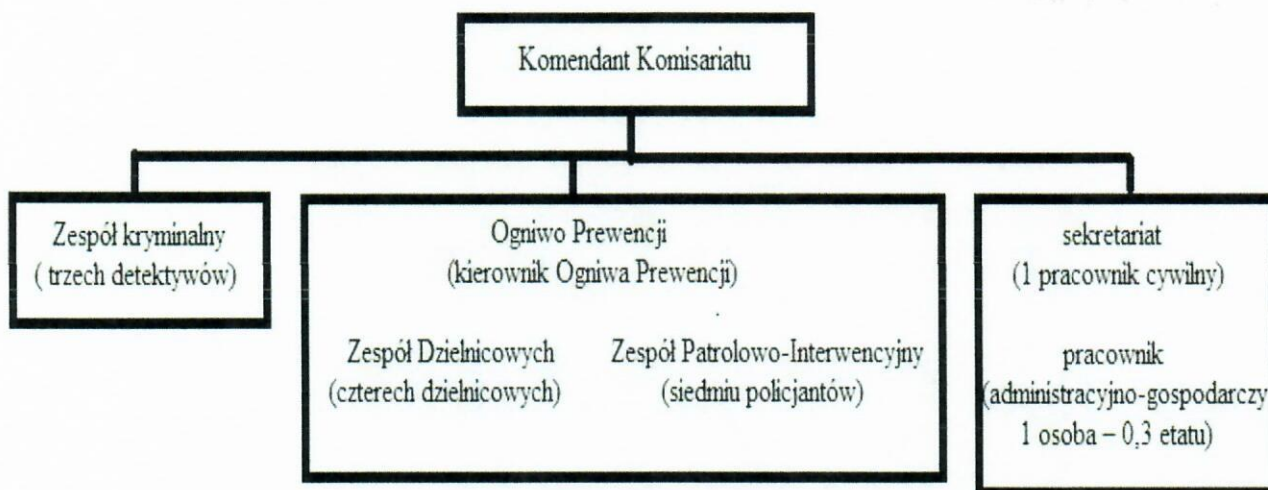 Komendant Komisariatu
Zespół kryminalny
( trzech detektywów)
Ogniwo Prewencji
(kierownik Ogniwa Prewencji)
Zespół Dzielnicowych
(czterech dzielnicowych)
Zespół Patrolowo-Interwencyjny
(siedmiu policjantów)
sekretariat
(1 pracownik cywilny)
pracownik
(administracyjno-gospodarczy
1 osoba – 0,3 etatu)